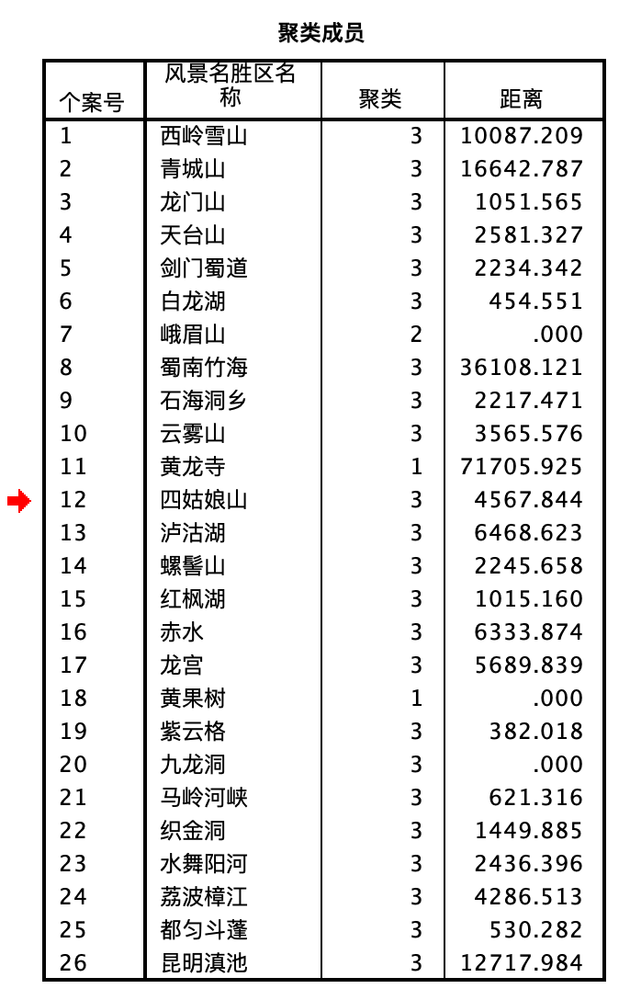 聚类成员
个案号 风景名胜区名称 聚类 距离
1 西岭雪山 3 10087.209
2 青城山 3 16642.787
3 龙门山 3 1051.565
4 天台山 3 2581.327
5 剑门蜀道 3 2234.342
6 白龙湖 3 454.551
7 峨眉山 2 .000
8 蜀南竹海 3 36108.121
9 石海洞乡 3 2217.471
10 云雾山 3 3565.576
11 黄龙寺 1 71705.925
12 四姑娘山 3 4567.844
13 泸沽湖 3 6468.623
14 螺髻山 3 2245.658
15 红枫湖 3 1015.160
16 赤水 3 6333.874
17 龙宫 3 5689.839
18 黄果树 1 .000
19 紫云格 3 382.018
20 九龙洞 3 .000
21 马岭河峡 3 621.316
22 织金洞 3 1449.885
23 水舞阳河 3 2436.396
24 荔波樟江 3 4286.513
25 都匀斗蓬 3 530.282
26 昆明滇池 3 12717.984